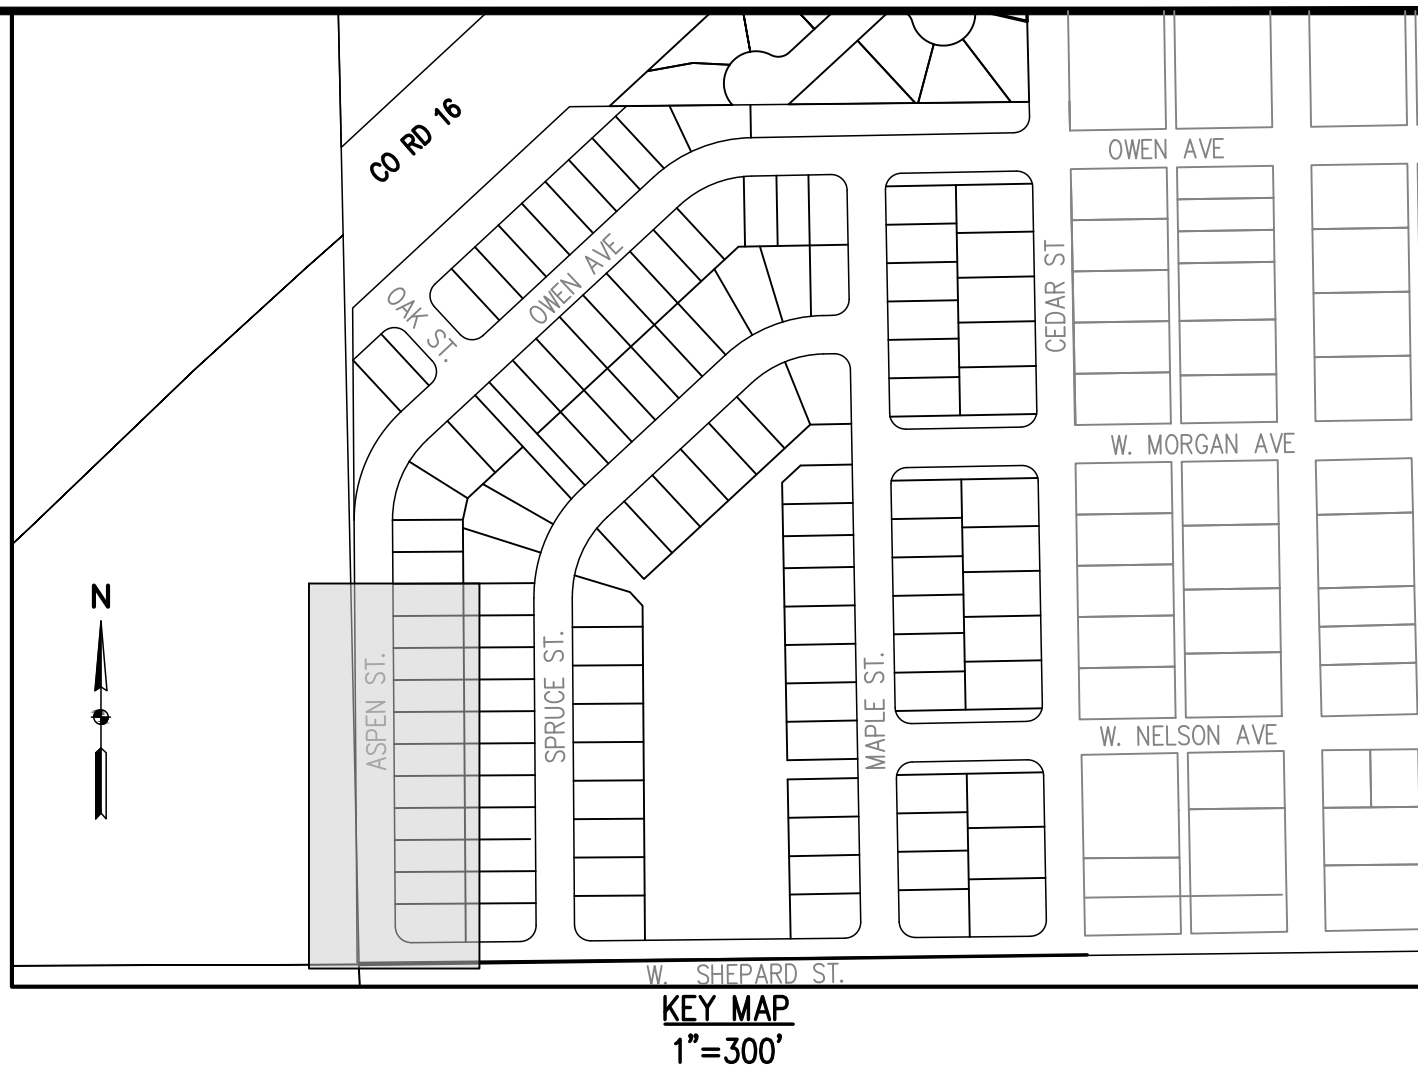 CO RD 16
OWEN AVE
OAK ST.
OWEN AVE
CEDAR ST
W. MORGAN AVE
N
ASPEN ST.
SPRUCE ST.
MAPLE ST.
W. NELSON AVE
W. SHEPARD ST.
KEY MAP
1"=300'